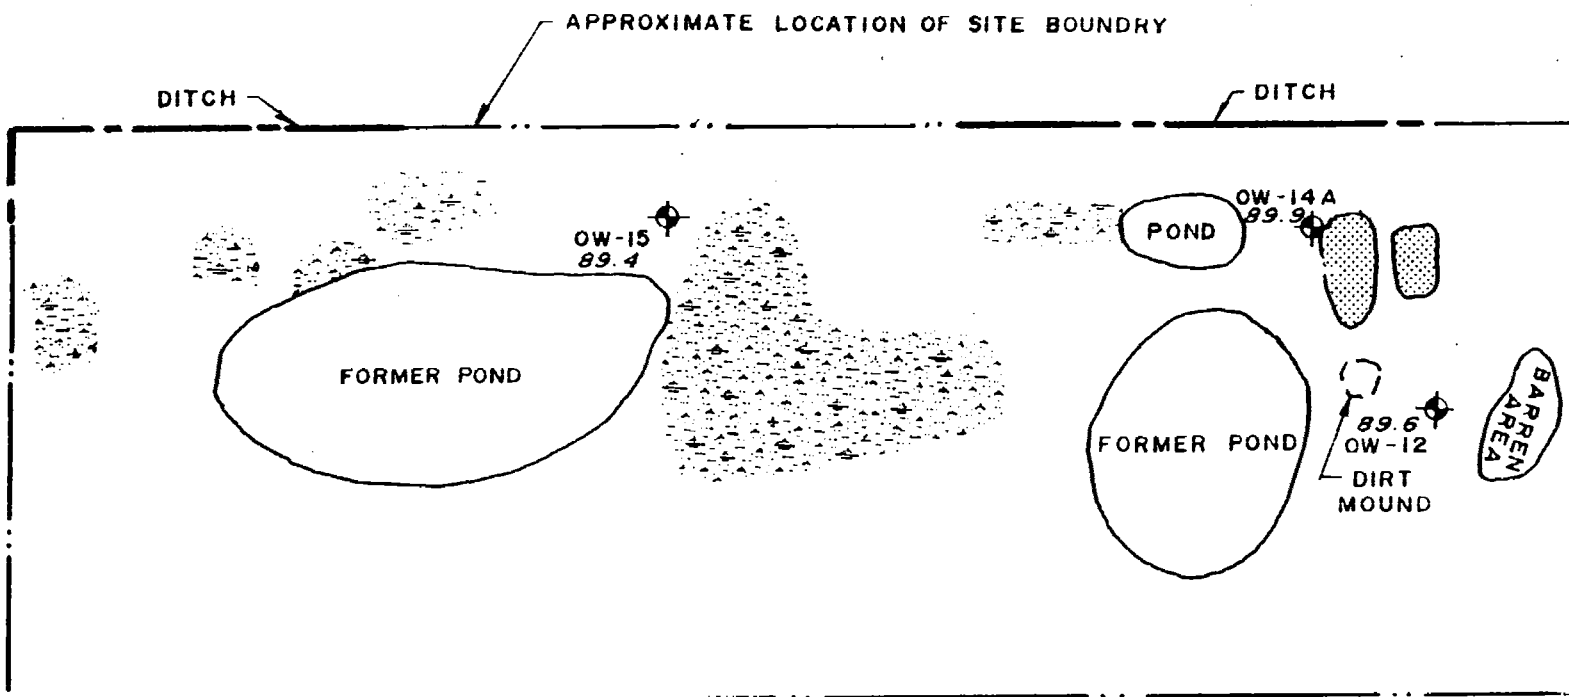 APPROXIMATE LOCATION OF SITE BOUNDRY
DITCH
DITCH
OW-14A
89.9
POND
OW-15
89.4
FORMER POND
BARREN
AREA
89.6
OW-12
FORMER POND
DIRT
MOUND